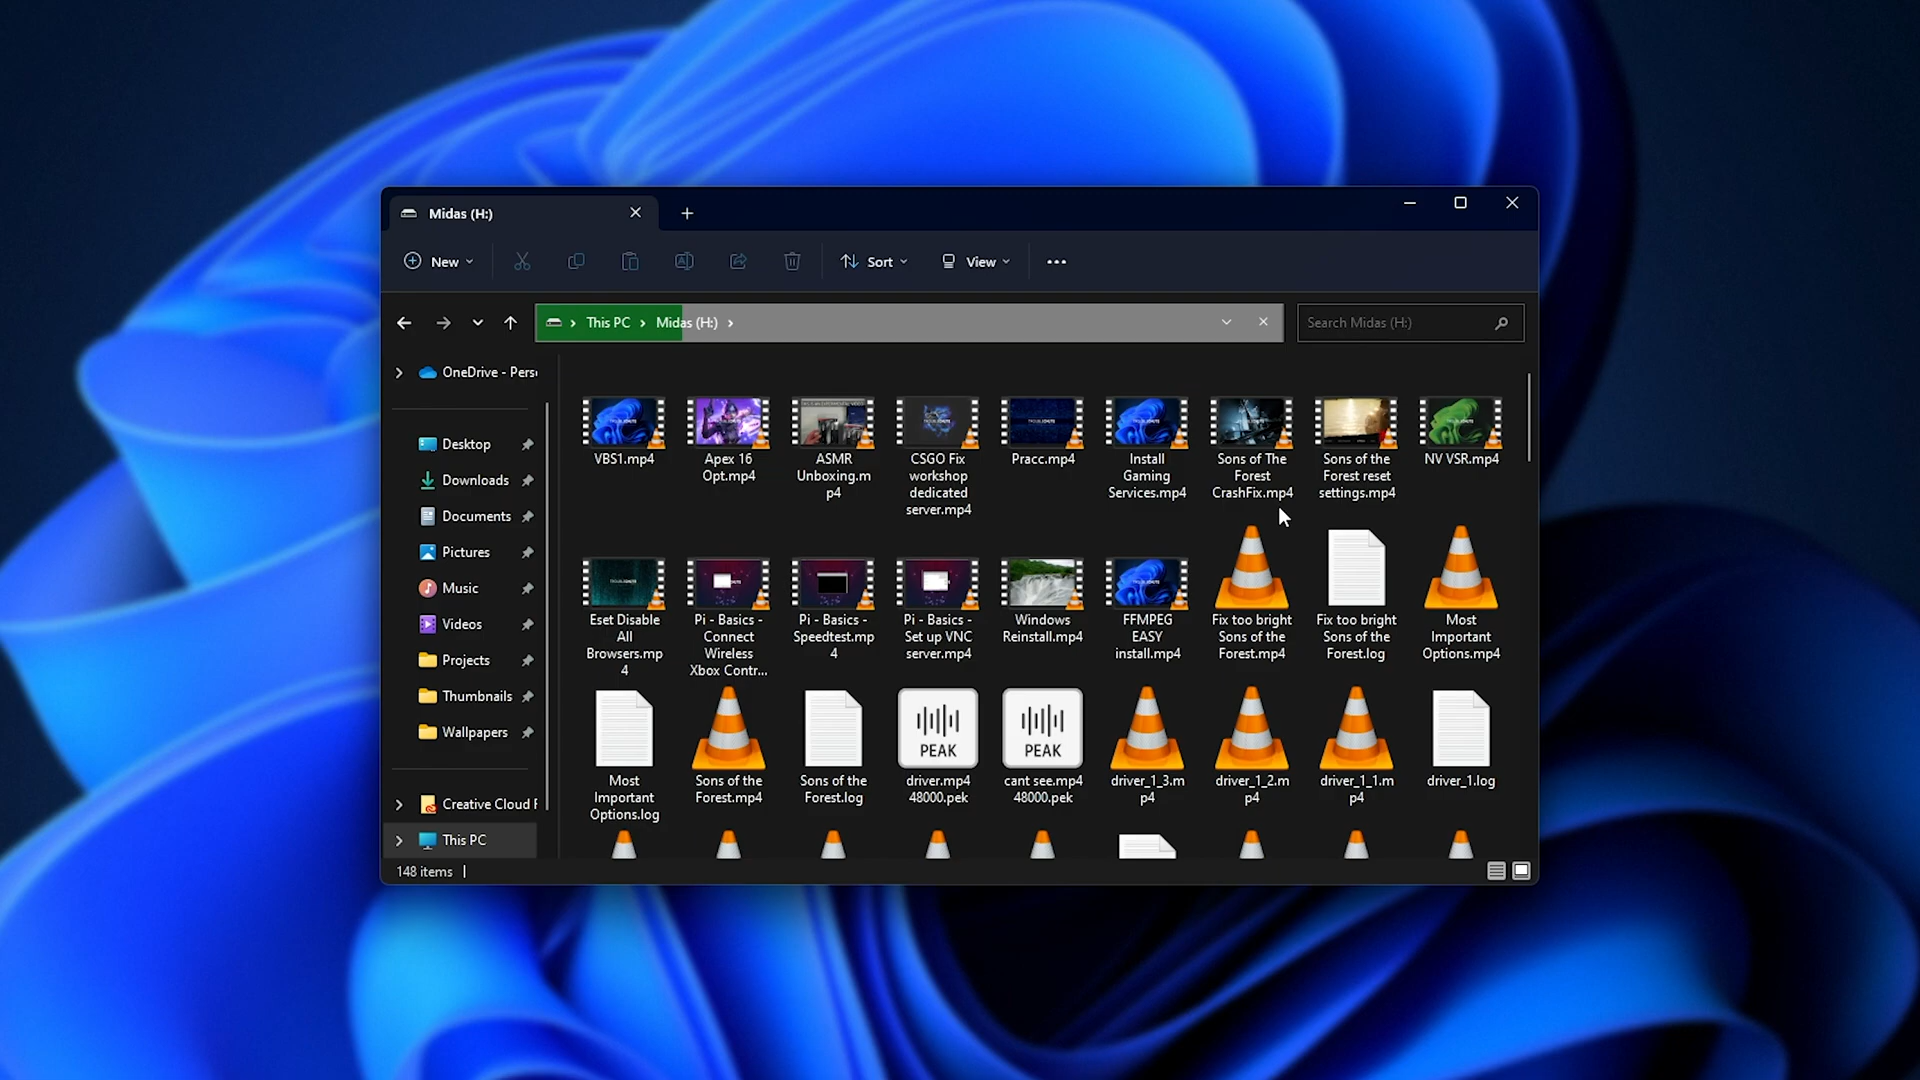 Midas (H:)
New
Sort
View
This PC
Midas (H:)
Search Midas (H:)
OneDrive - Pers
Desktop
Downloads
Documents
Pictures
Music
Videos
Projects
Thumbnails
Wallpapers
Creative Cloud F
This PC
VBS1.mp4
Apex 16
Opt.mp4
ASMR
Unboxing.m
p4
CSGO Fix
workshop
dedicated
server.mp4
Pracc.mp4
Install
Gaming
Services.mp4
Sons of The
Forest
CrashFix.mp4
Sons of the
Forest reset
settings.mp4
NV VSR.mp4
Eset Disable
All
Browsers.mp
4
Pi - Basics -
Connect
Wireless
Xbox Contr...
Pi - Basics -
Speedtest.mp
4
Pi - Basics -
Set up VNC
server.mp4
Windows
Reinstall.mp4
FFMPEG
EASY
install.mp4
Fix too bright
Sons of the
Forest.mp4
Fix too bright
Sons of the
Forest.log
Most
Important
Options.mp4
Most
Important
Options.log
Sons of the
Forest.mp4
Sons of the
Forest.log
PEAK
driver.mp4
48000.pek
PEAK
cant see.mp4
48000.pek
driver_1_3.m
p4
driver_1_2.m
p4
driver_1_1.m
p4
driver_1.log
148 items